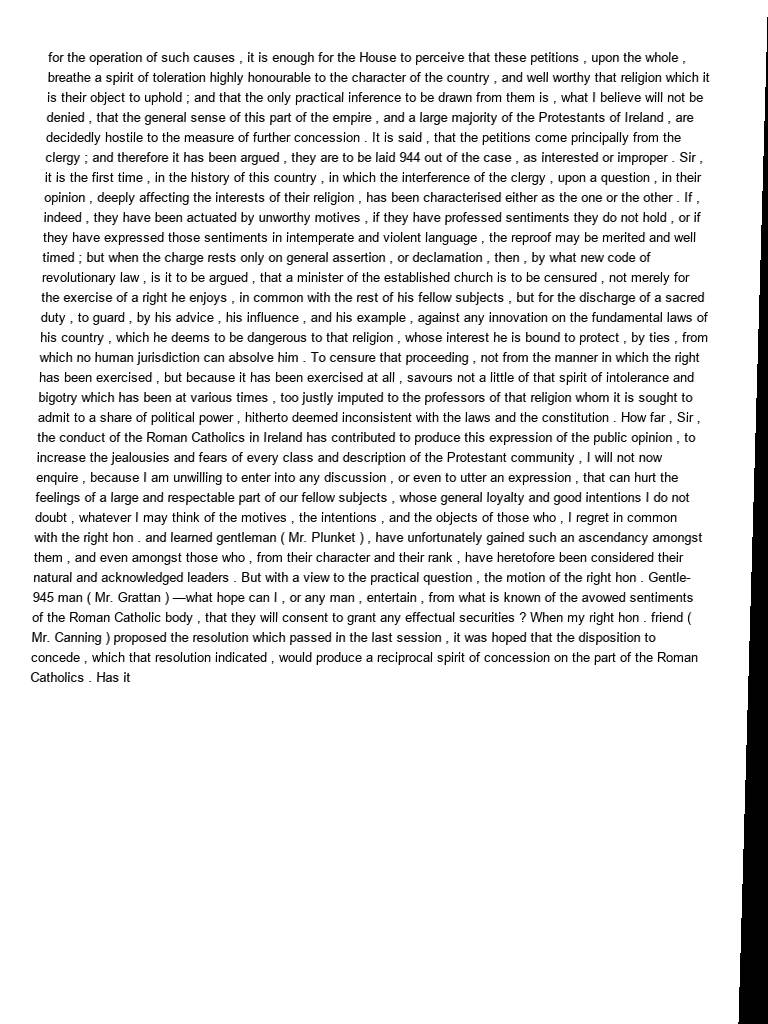 for the operation of such causes , it is enough for the House to perceive that these petitions , upon the whole ,
breathe a spirit of toleration highly honourable to the character of the country , and well worthy that religion which it
is their object to uphold ; and that the only practical inference to be drawn from them is , what I believe will not be
denied , that the general sense of this part of the empire , and a large majority of the Protestants of Ireland , are
decidedly hostile to the measure of further concession . It is said , that the petitions come principally from the
clergy ; and therefore it has been argued , they are to be laid 944 out of the case , as interested or improper . Sir ,
it is the first time , in the history of this country , in which the interference of the clergy , upon a question , in their
opinion , deeply affecting the interests of their religion , has been characterised either as the one or the other . If ,
indeed , they have been actuated by unworthy motives , if they have professed sentiments they do not hold , or if
they have expressed those sentiments in intemperate and violent language , the reproof may be merited and well
timed ; but when the charge rests only on general assertion , or declamation , then , by what new code of
revolutionary law , is it to be argued , that a minister of the established church is to be censured , not merely for
the exercise of a right he enjoys , in common with the rest of his fellow subjects , but for the discharge of a sacred
duty , to guard , by his advice , his influence , and his example , against any innovation on the fundamental laws of
his country , which he deems to be dangerous to that religion , whose interest he is bound to protect , by ties , from
which no human jurisdiction can absolve him . To censure that proceeding , not from the manner in which the right
has been exercised , but because it has been exercised at all , savours not a little of that spirit of intolerance and
bigotry which has been at various times , too justly imputed to the professors of that religion whom it is sought to
admit to a share of political power , hitherto deemed inconsistent with the laws and the constitution . How far , Sir ,
the conduct of the Roman Catholics in Ireland has contributed to produce this expression of the public opinion , to
increase the jealousies and fears of every class and description of the Protestant community , I will not now
enquire , because I am unwilling to enter into any discussion , or even to utter an expression , that can hurt the
feelings of a large and respectable part of our fellow subjects , whose general loyalty and good intentions I do not
doubt , whatever I may think of the motives , the intentions , and the objects of those who , I regret in common
with the right hon . and learned gentleman ( Mr. Plunket ) , have unfortunately gained such an ascendancy amongst
them , and even amongst those who , from their character and their rank , have heretofore been considered their
natural and acknowledged leaders . But with a view to the practical question , the motion of the right hon . Gentle-
945 man ( Mr. Grattan ) —what hope can I , or any man , entertain , from what is known of the avowed sentiments
of the Roman Catholic body , that they will consent to grant any effectual securities ? When my right hon . friend (
Mr. Canning ) proposed the resolution which passed in the last session , it was hoped that the disposition to
concede , which that resolution indicated , would produce a reciprocal spirit of concession on the part of the Roman
Catholics . Has it